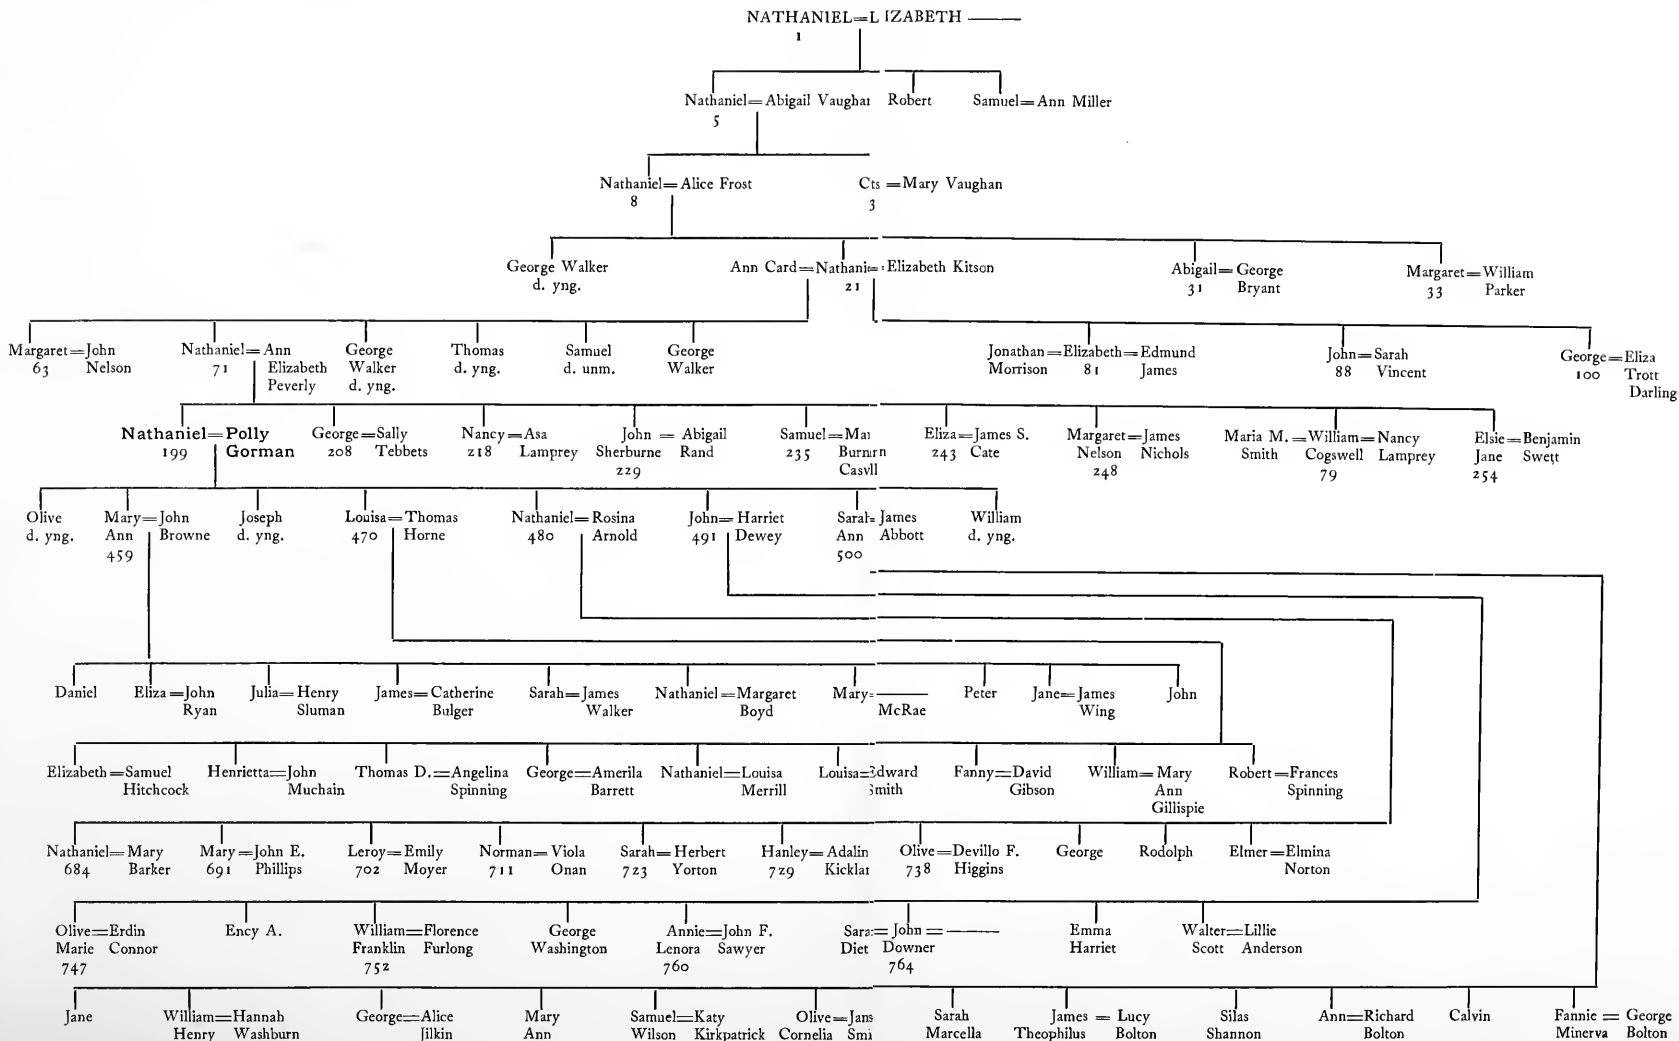 NATHANIEL=L IZABETH ———
1
Nathaniel=Abigail Vaughan Robert Samuel=Ann Miller
5
Nathaniel=Alice Frost Cts =Mary Vaughan
8 3
George Walker Ann Card=Nathanie=Elizabeth Kitson Abigail=George Margaret=William
d. yng. 21 31 Bryant 33 Parker
Margaret=John Nathaniel=Ann George Thomas Samuel George Jonathan=Elizabeth=Edmund John=Sarah George=Eliza
63 Nelson 71 Elizabeth Walker d. yng. d. unm. Walker Morrison 81 James 88 Vincent 100 Trott
Peverly d. yng. Darling
Nathaniel=Polly George=Sally Nancy=Asa John = Abigail Samuel=Mar Eliza=James S. Margaret=James Maria M.=William=Nancy Elsie=Benjamin
199 Gorman 208 Tebbets 218 Lamprey Sherburne Rand 235 243 Cate Nelson Nichols Smith Cogswell Lamprey Jane Swett
229 248 79 254
Olive Mary=John Joseph Louisa=Thomas Nathaniel=Rosina John=Harriet Sarah=James William
d. yng. Ann Browne d. yng. 470 Horne 480 Arnold 491 Dewey Ann Abbott d. yng.
459 500
Daniel Eliza=John Julia=Henry James=Catherine Sarah=James Nathaniel=Margaret Mary=——— Peter Jane=James John
Ryan Sluman Bulger Walker Boyd McRae Wing
Elizabeth=Samuel Henrietta=John Thomas D.=Angelina George=Amerila Nathaniel=Louisa Louisa=Edward Fanny=David William=Mary Robert=Frances
Hitchcock Muchain Spinning Barrett Merrill Smith Gibson Ann Spinning
Gillispie
Nathaniel=Mary Mary=John E. Leroy=Emily Norman=Viola Sarah=Herbert Hanley=Adalin Olive=Devillo F. George Rodolph Elmer=Elmina
684 Barker 691 Phillips 702 Moyer 711 Onan 723 Yorton 729 Kicklar 738 Higgins Norton
Olive=Erdin Ency A. William=Florence George Annie=John F. Sara=John=——— Emma Walter=Lillie
Marie Connor Franklin Furlong Washington Lenora Sawyer Diet Downer Harriet Scott Anderson
747 752 760 764
Jane William=Hannah George=Alice Mary Samuel=Katy Olive=Jans Sarah James = Lucy Silas Ann=Richard Calvin Fannie = George
Henry Washburn Jilkin Ann Wilson Kirkpatrick Cornelia Smi Marcella Theophilus Bolton Shannon Bolton Minerva Bolton